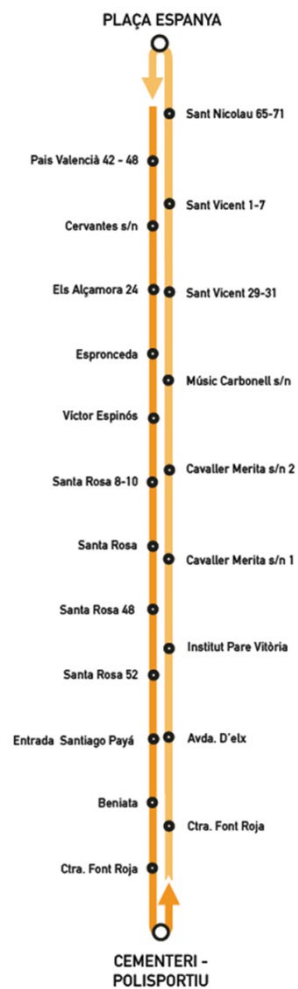 PLAÇA ESPANYA
Sant Nicolau 65-71
Pais Valencià 42 - 48
Sant Vicent 1-7
Cervantes s/n
Els Alçamora 24
Sant Vicent 29-31
Espronceda
Músic Carbonell s/n
Víctor Espinós
Cavaller Merita s/n 2
Santa Rosa 8-10
Santa Rosa
Cavaller Merita s/n 1
Santa Rosa 48
Institut Pare Vitòria
Santa Rosa 52
Entrada Santiago Payá
Avda. D'elx
Beniata
Ctra. Font Roja
Ctra. Font Roja
CEMENTERI -
POLISPORTIU